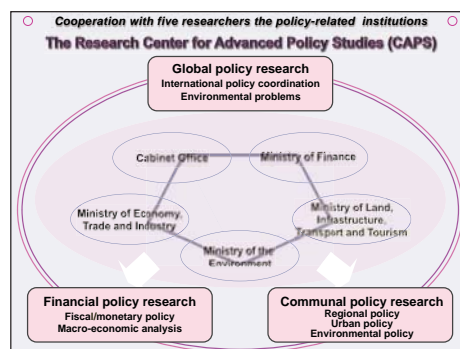 Cooperation with five researchers the policy-related institutions
The Research Center for Advanced Policy Studies (CAPS)
Global policy research
International policy coordination
Environmental problems
Cabinet Office
Ministry of Finance
Ministry of Economy,
Trade and Industry
Ministry of Land,
Infrastructure,
Transport and Tourism
Ministry of the
Environment
Financial policy research
Fiscal/monetary policy
Macro-economic analysis
Communal policy research
Regional policy
Urban policy
Environmental policy